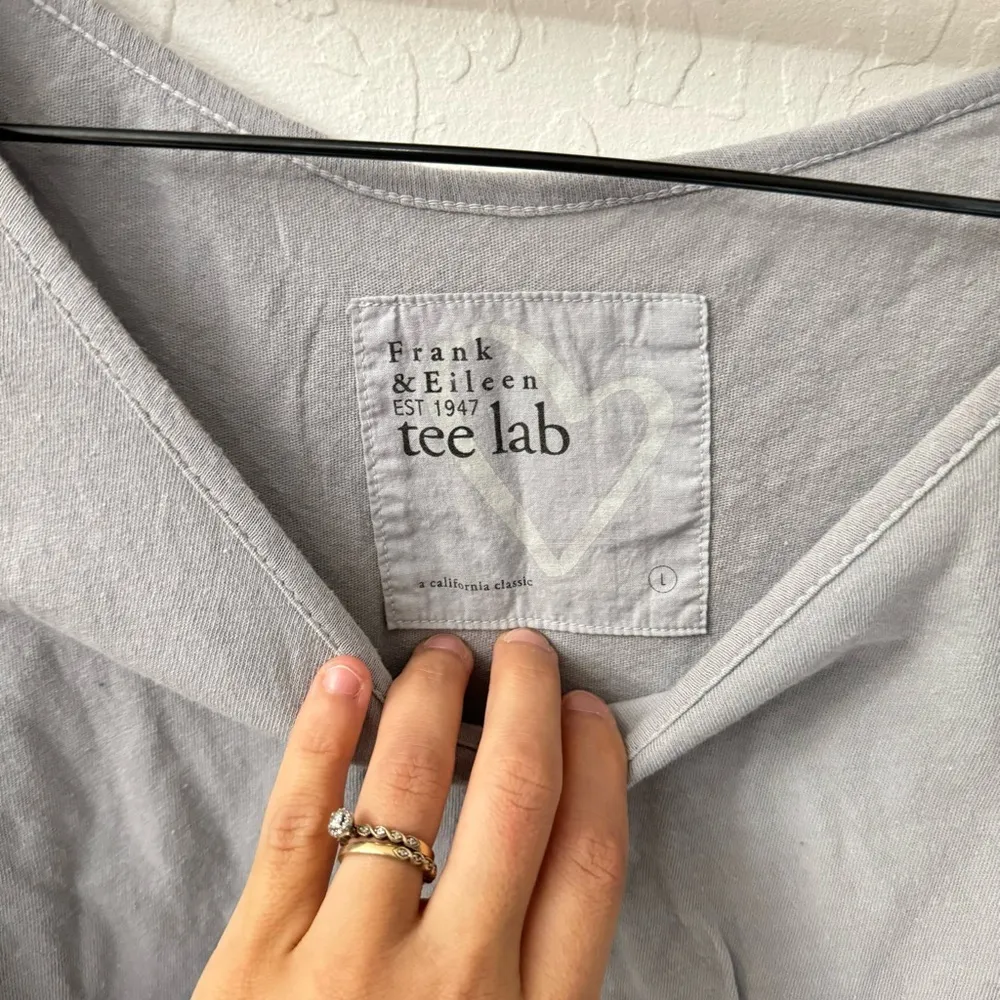 Frank
& Eileen
EST 1947
tee lab
a california classic
L